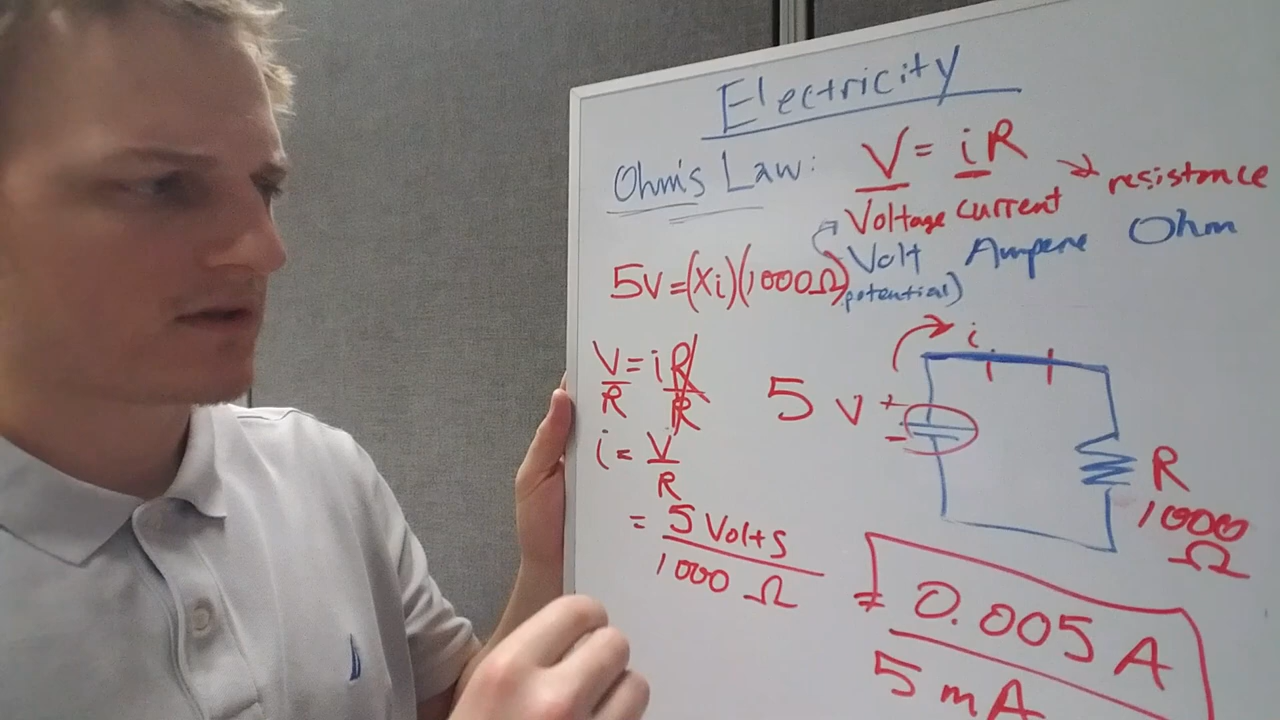 Electricity
Ohm's Law: V = iR
Voltage current → resistance
Volt Ampere Ohm
potential)
5V=(Xi)(1000Ω)
V/R = iR/R
i = V/R
= 5 Volts / 1000 Ω
i
5 V
+
-
R
1000
Ω
= 0.005 A
5 mA